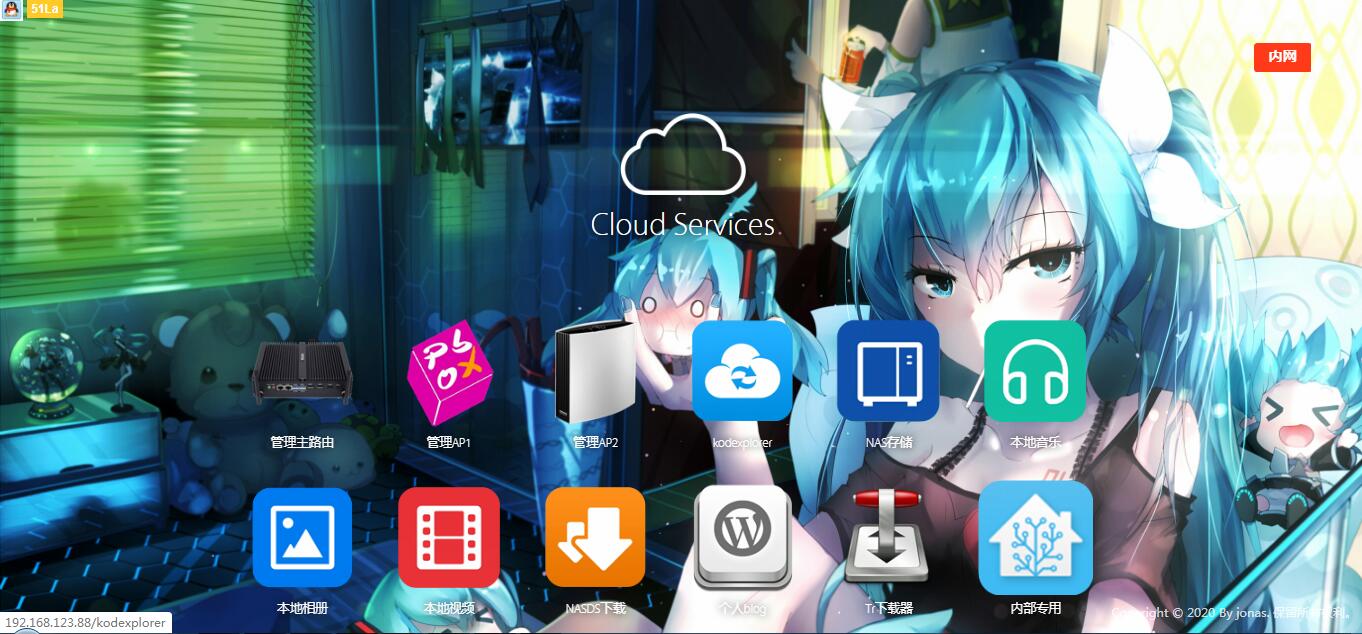 51La
内网
Cloud Services
Pbox
管理主路由
管理AP1
管理AP2
kodexplorer
NAS存储
本地音乐
本地相册
本地视频
NASDS下载
个人blog
Tr下载器
内部专用
Copyright © 2020 By jonas. 保留所有权利。
192.168.123.88/kodexplorer